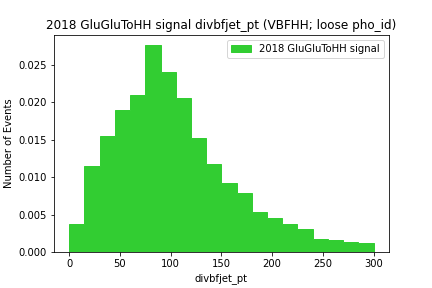 2018 GluGluToHH signal divbfjet_pt (VBFHH; loose pho_id)
2018 GluGluToHH signal
Number of Events
0.025
0.020
0.015
0.010
0.005
0.000
0 50 100 150 200 250 300
divbfjet_pt